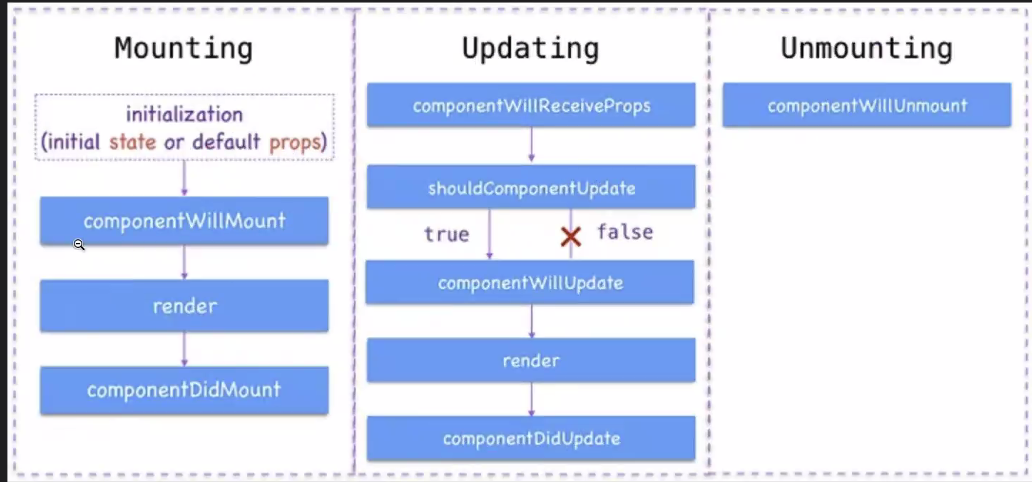 Mounting
initialization
(initial state or default props)
componentWillMount
render
componentDidMount
Updating
componentWillReceiveProps
shouldComponentUpdate
true
false
componentWillUpdate
render
componentDidUpdate
Unmounting
componentWillUnmount